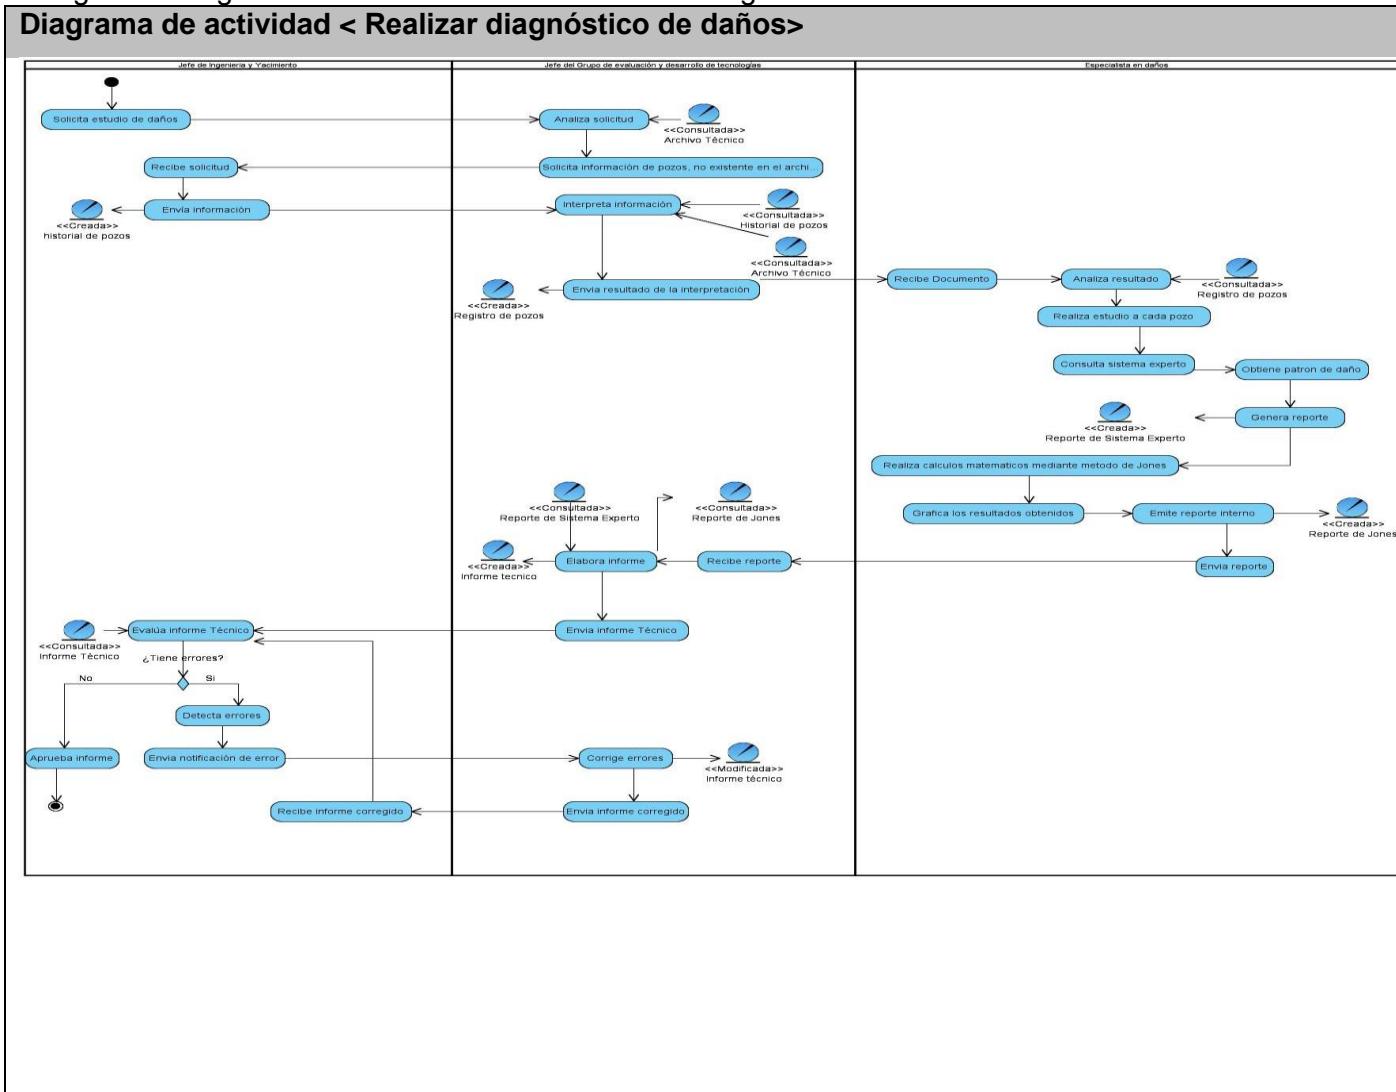 Diagrama de actividad < Realizar diagnóstico de daños>
Jefe de Ingeniería y Yacimiento
Jefe del Grupo de evaluación y desarrollo de tecnologías
Especialista en daños
Solicita estudio de daños
Analiza solicitud
<<Consultada>>
Archivo Técnico
Recibe solicitud
Solicita información de pozos, no existente en el archi...
<<Creada>>
historial de pozos
Envía información
Interpreta información
<<Consultada>>
Historial de pozos
<<Consultada>>
Archivo Técnico
<<Creada>>
Registro de pozos
Envia resultado de la interpretación
Recibe Documento
Analiza resultado
<<Consultada>>
Registro de pozos
Realiza estudio a cada pozo
Consulta sistema experto
Obtiene patron de daño
<<Creada>>
Reporte de Sistema Experto
Genera reporte
Realiza calculos matematicos mediante metodo de Jones
<<Consultada>>
Reporte de Sistema Experto
<<Consultada>>
Reporte de Jones
Grafica los resultados obtenidos
Emite reporte interno
<<Creada>>
Reporte de Jones
<<Creada>>
Informe tecnico
Elabora informe
Recibe reporte
Envia reporte
<<Consultada>>
Informe Técnico
Evalúa informe Técnico
Envia informe Técnico
¿Tiene errores?
No
Si
Detecta errores
Aprueba informe
Envia notificación de error
Corrige errores
<<Modificada>>
Informe técnico
Recibe informe corregido
Envia informe corregido